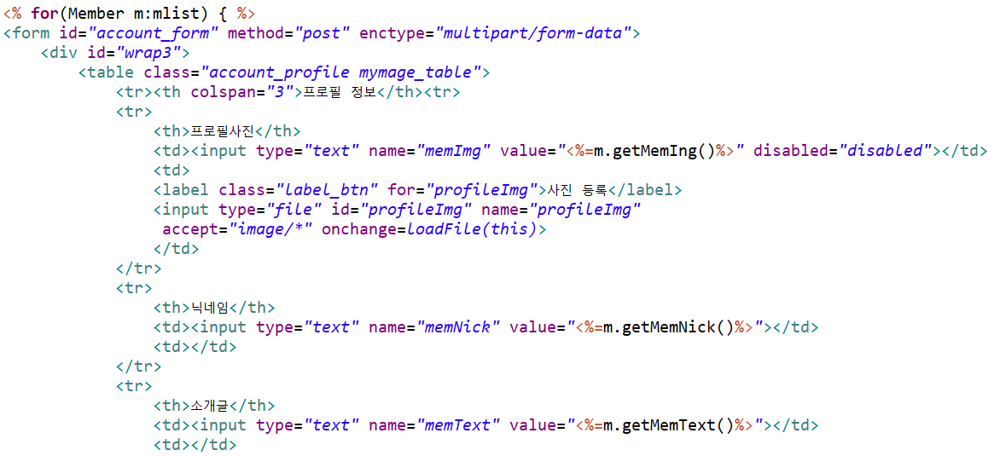 <% for(Member m:mlist) { %>
<form id="account_form" method="post" enctype="multipart/form-data">
    <div id="wrap3">
        <table class="account_profile mymage_table">
            <tr><th colspan="3">프로필 정보</th><tr>
            <tr>
                <th>프로필사진</th>
                <td><input type="text" name="memImg" value="<%=m.getMemIng()%>" disabled="disabled"></td>
                <td>
                <label class="label_btn" for="profileImg">사진 등록</label>
                <input type="file" id="profileImg" name="profileImg"
                 accept="image/*" onchange=loadFile(this)>
                </td>
            </tr>
            <tr>
                <th>닉네임</th>
                <td><input type="text" name="memNick" value="<%=m.getMemNick()%>"></td>
                <td></td>
            </tr>
            <tr>
                <th>소개글</th>
                <td><input type="text" name="memText" value="<%=m.getMemText()%>"></td>
                <td></td>